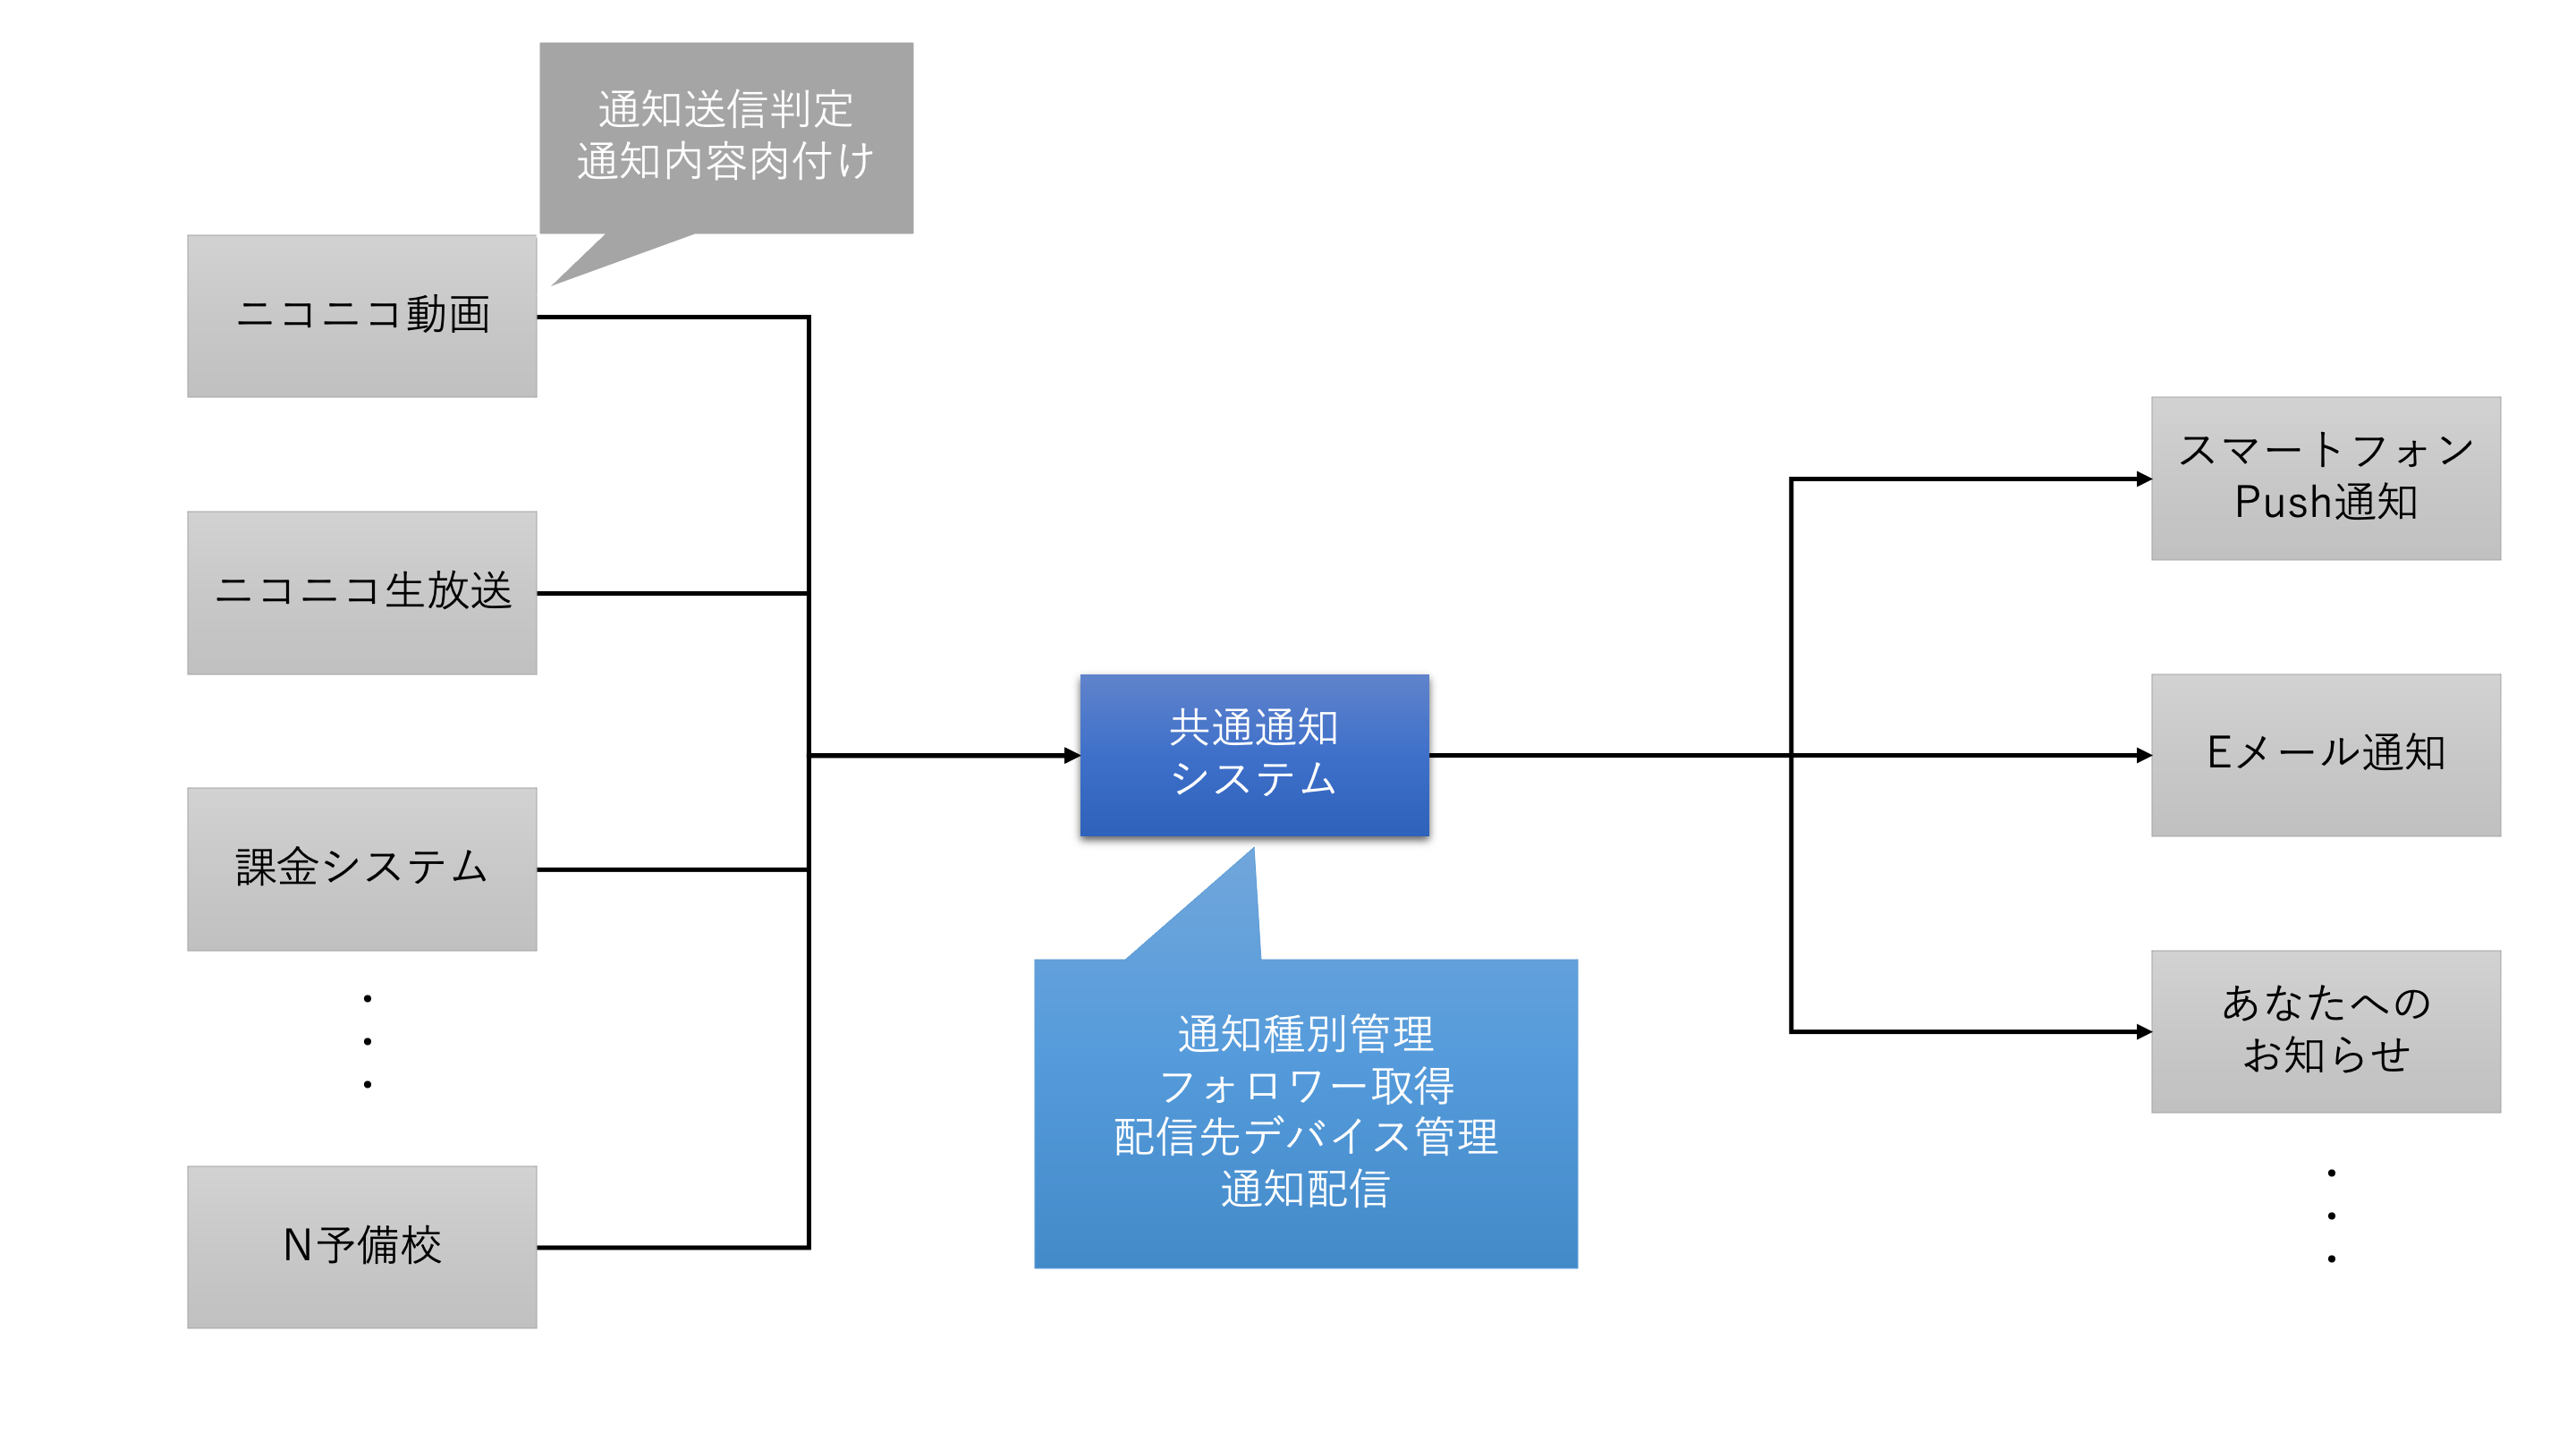 通知送信判定
通知内容肉付け
ニコニコ動画
ニコニコ生放送
課金システム
・
・
・
N予備校
共通通知
システム
通知種別管理
フォロワー取得
配信先デバイス管理
通知配信
スマートフォン
Push通知
Eメール通知
あなたへの
お知らせ
・
・
・